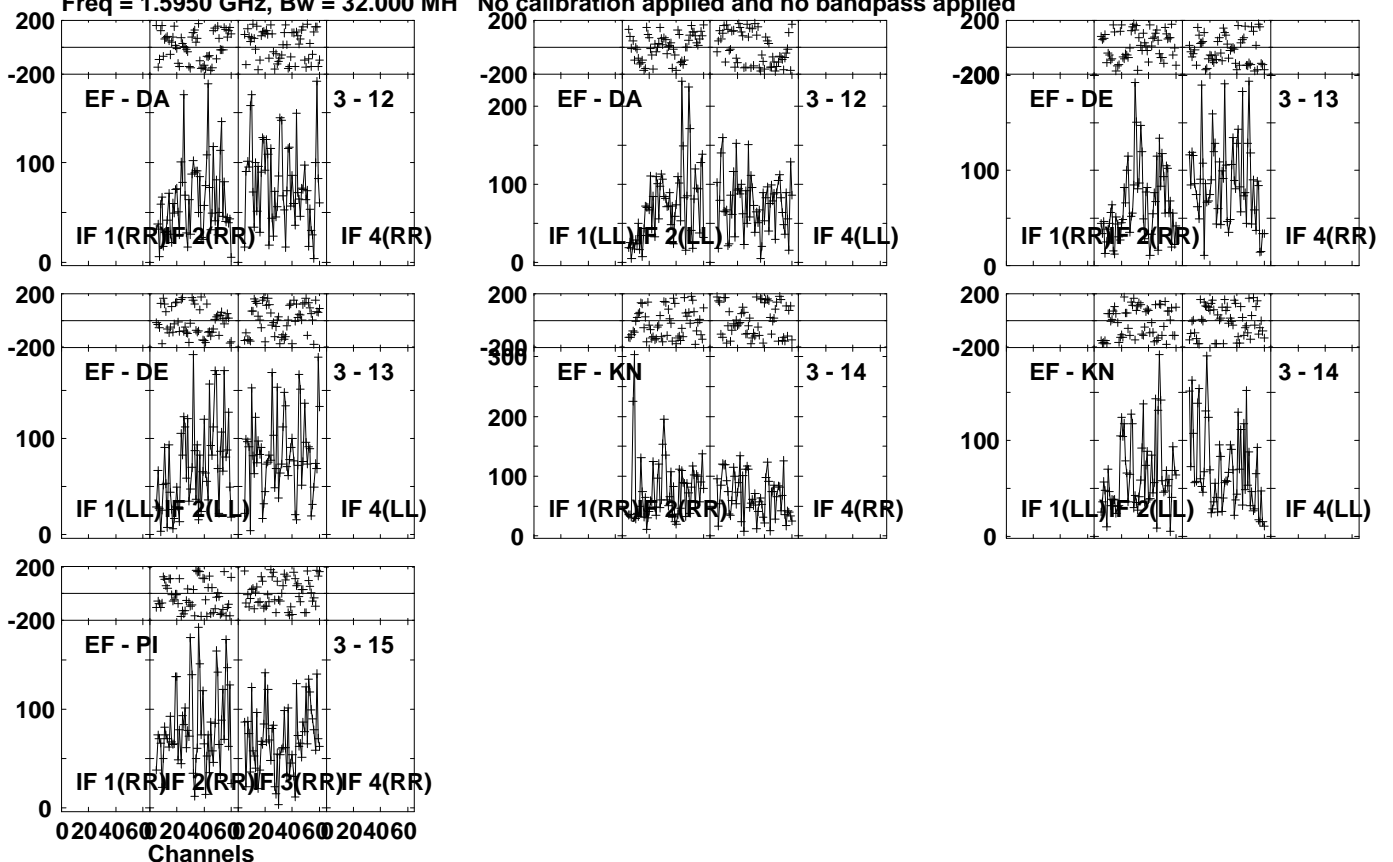 Freq = 1.5950 GHz, Bw = 32.000 MH No calibration applied and no bandpass applied
200
-200
EF - DA 3 - 12
100
0
IF 1(RR) IF 2(RR) IF 4(RR)
-200
200
EF - DA 3 - 12
100
0
IF 1(LL) IF 2(LL) IF 4(LL)
200
-200
EF - DE 3 - 13
100
0
IF 1(RR) IF 2(RR) IF 4(RR)
200
-200
EF - DE 3 - 13
100
0
IF 1(LL) IF 2(LL) IF 4(LL)
200
-200
300
EF - KN 3 - 14
200
100
0
IF 1(RR) IF 2(RR) IF 4(RR)
200
-200
EF - KN 3 - 14
100
0
IF 1(LL) IF 2(LL) IF 4(LL)
200
-200
EF - PI 3 - 15
100
0
IF 1(RR) IF 2(RR) IF 3(RR) IF 4(RR)
0 20 40 60 0 20 40 60 0 20 40 60 0 20 40 60
Channels